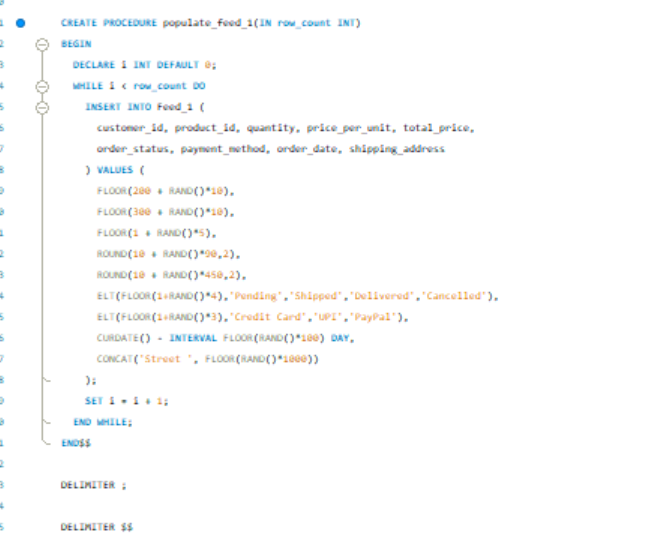 CREATE PROCEDURE populate_feed_1(IN row_count INT)
BEGIN
DECLARE i INT DEFAULT 0;
WHILE i < row_count DO
INSERT INTO Feed_1 (
customer_id, product_id, quantity, price_per_unit, total_price,
order_status, payment_method, order_date, shipping_address
) VALUES (
FLOOR(200 + RAND()*10),
FLOOR(300 + RAND()*10),
FLOOR(1 + RAND()*5),
ROUND(10 + RAND()*90,2),
ROUND(10 + RAND()*450,2),
ELT(FLOOR(1+RAND()*4),'Pending','Shipped','Delivered','Cancelled'),
ELT(FLOOR(1+RAND()*3),'Credit Card','UPI','PayPal'),
CURDATE() - INTERVAL FLOOR(RAND()*100) DAY,
CONCAT('Street ', FLOOR(RAND()*1000))
);
SET i = i + 1;
END WHILE;
END$$
DELIMITER ;
DELIMITER $$